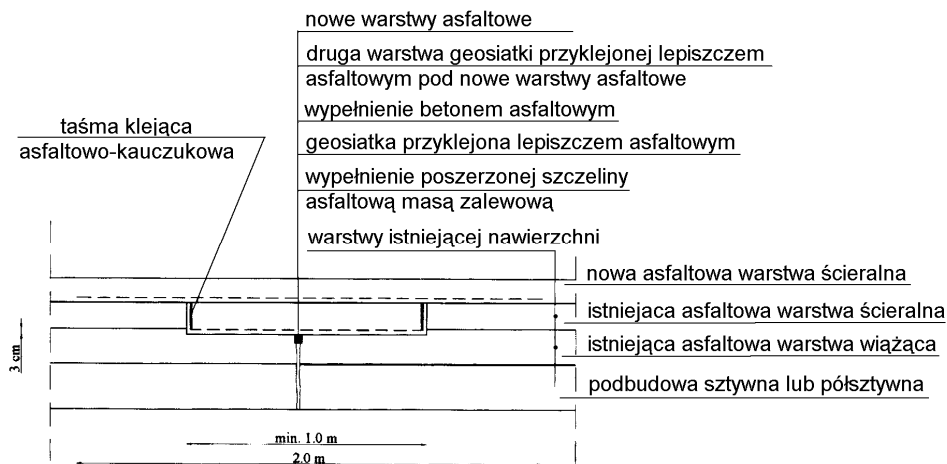 nowe warstwy asfaltowe
druga warstwa geosiatki przyklejonej lepiszczem
asfaltowym pod nowe warstwy asfaltowe
wypełnienie betonem asfaltowym
geosiatka przyklejona lepiszczem asfaltowym
wypełnienie poszerzonej szczeliny
asfaltową masą zalewową
warstwy istniejącej nawierzchni
taśma klejąca
asfaltowo-kauczukowa
nowa asfaltowa warstwa ścieralna
istniejaca asfaltowa warstwa ścieralna
istniejąca asfaltowa warstwa wiążąca
podbudowa sztywna lub półsztywna
3 cm
min. 1.0 m
2.0 m